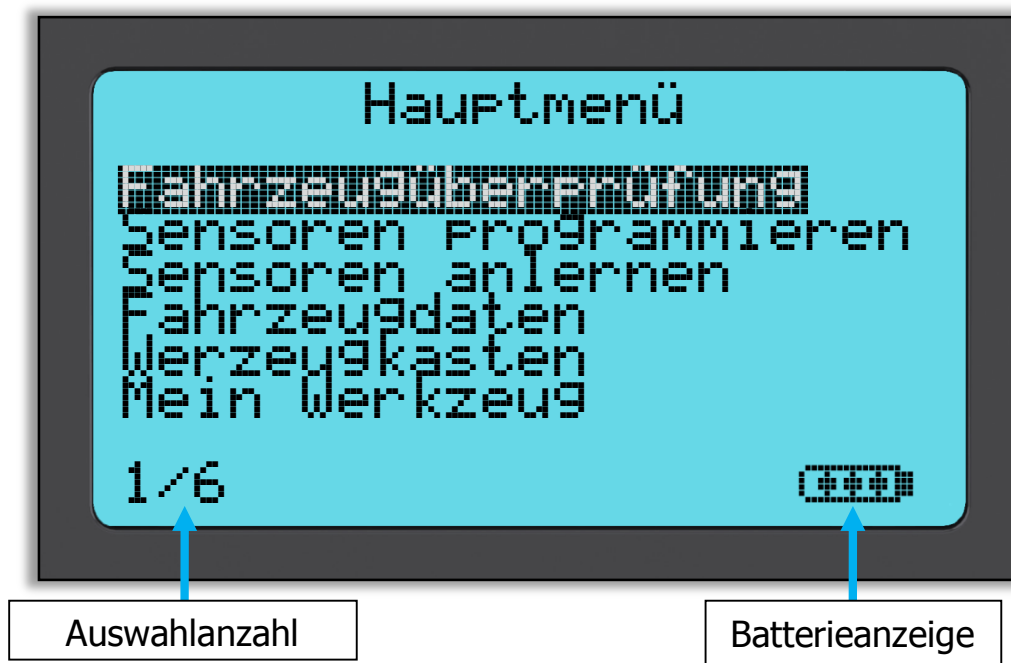 Hauptmenü
Fahrzeugüberprüfung
Sensoren programmieren
Sensoren anlernen
Fahrzeugdaten
Werzeugkasten
Mein Werkzeug
1/6
Auswahlanzahl
Batterieanzeige